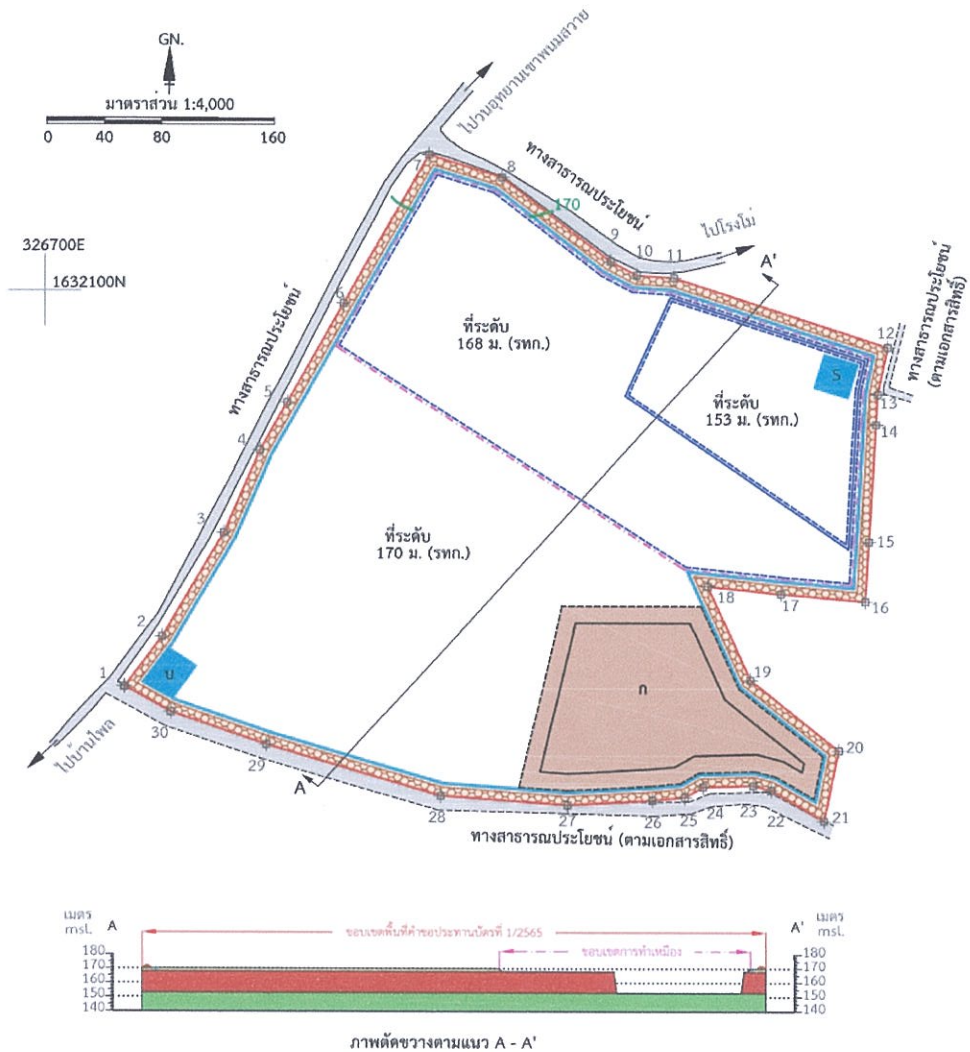 GN.
มาตราส่วน 1:4,000
0 40 80 160
326700E
1632100N
ไปวนอุทยานเขาพนมสวาย
ทางสาธารณประโยชน์
ไปโรงโม่
170
7
8
9
10
11
A'
12
13
14
15
16
17
18
19
20
21
22
23
24
25
26
27
28
29
30
1
2
3
4
5
6
ทางสาธารณประโยชน์
(ตามเอกสารสิทธิ์)
ทางสาธารณประโยชน์
ที่ระดับ
168 ม. (รทก.)
S
ที่ระดับ
153 ม. (รทก.)
ที่ระดับ
170 ม. (รทก.)
น
ก
ไปบ้านไพล
A
ทางสาธารณประโยชน์ (ตามเอกสารสิทธิ์)
เมตร
msl.
A
A'
เมตร
msl.
ขอบเขตพื้นที่คำขอประทานบัตรที่ 1/2565
ขอบเขตการทำเหมือง
180
170
160
150
140
180
170
160
150
140
ภาพตัดขวางตามแนว A - A'